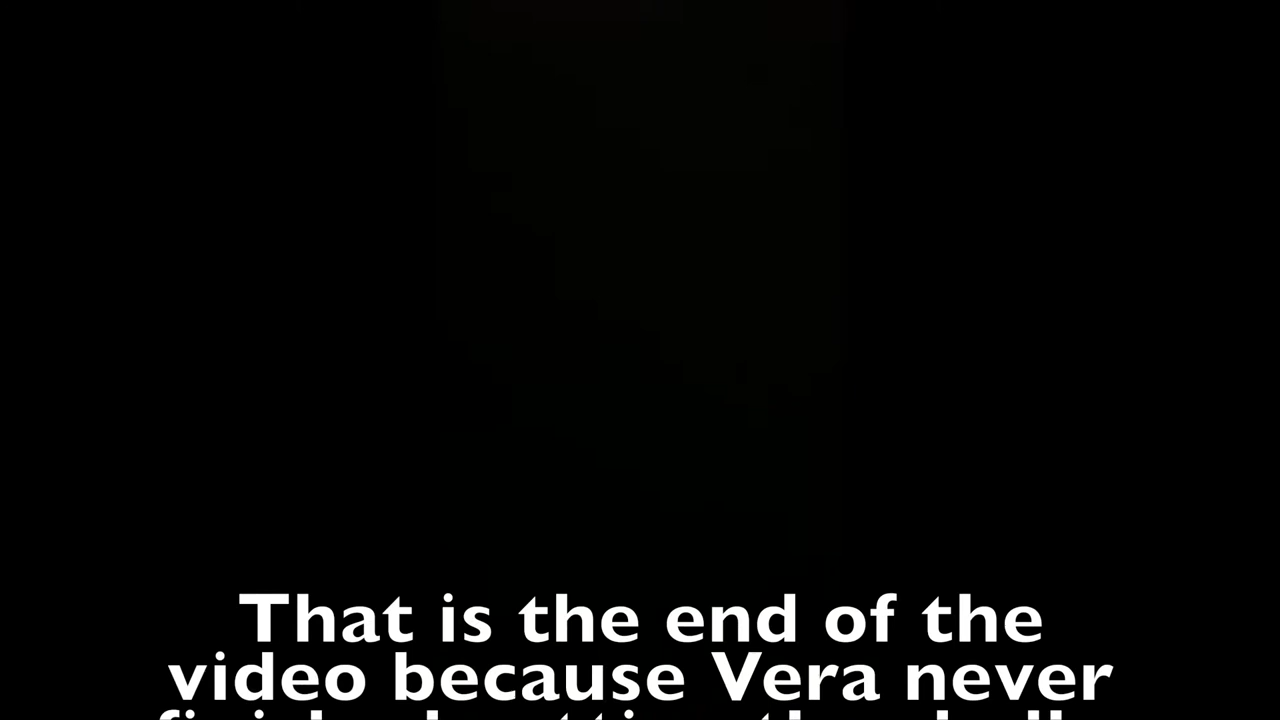 That is the end of the
video because Vera never